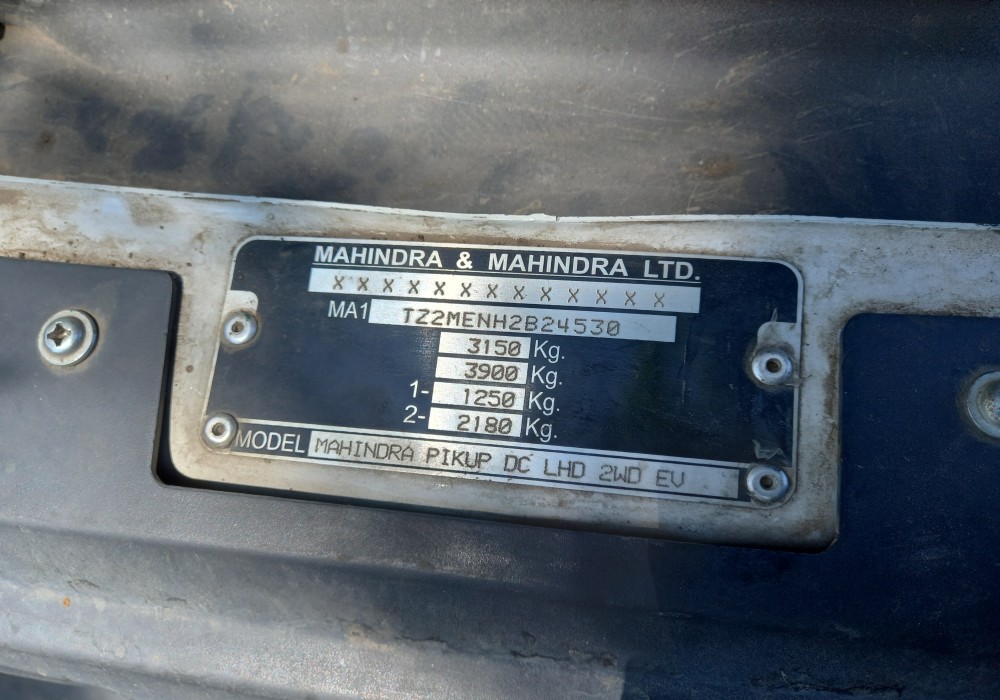 MAHINDRA & MAHINDRA LTD.
X X X X X X X X X X X X X
MA1 TZ2MENH2B24530
3150 Kg.
3900 Kg.
1- 1250 Kg.
2- 2180 Kg.
MODEL MAHINDRA PIKUP DC LHD 2WD EV